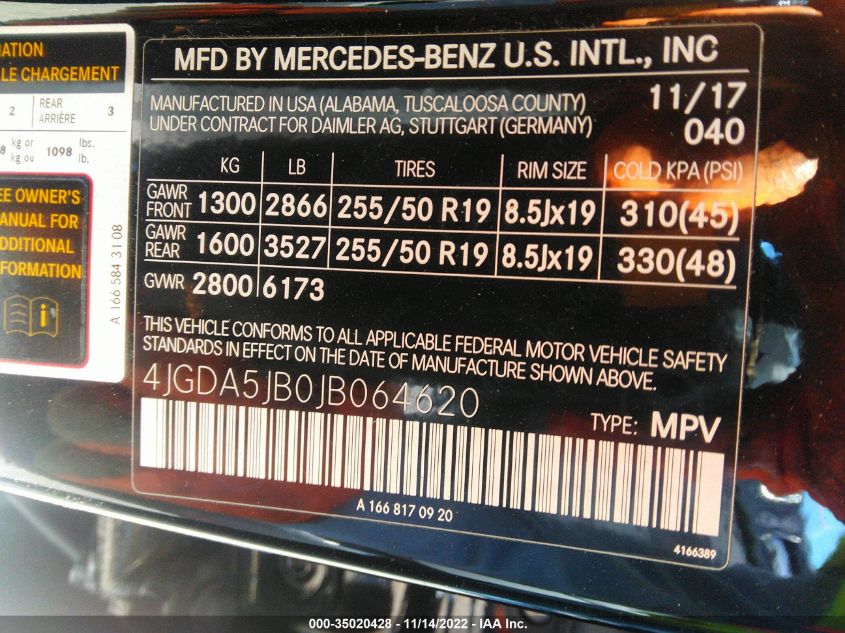 MATION
LE CHARGEMENT
2 REAR ARRIÈRE 3
8 kg or kg ou 1098 lbs. lb.
EE OWNER'S
MANUAL FOR
ADDITIONAL
FORMATION
i
A 166 584 31 08
MFD BY MERCEDES-BENZ U.S. INTL., INC
MANUFACTURED IN USA (ALABAMA, TUSCALOOSA COUNTY) 11/17
UNDER CONTRACT FOR DAIMLER AG, STUTTGART (GERMANY) 040
KG LB TIRES RIM SIZE COLD KPA (PSI)
GAWR FRONT 1300 2866 255/50 R19 8.5Jx19 310(45)
GAWR REAR 1600 3527 255/50 R19 8.5Jx19 330(48)
GVWR 2800 6173
THIS VEHICLE CONFORMS TO ALL APPLICABLE FEDERAL MOTOR VEHICLE SAFETY
STANDARDS IN EFFECT ON THE DATE OF MANUFACTURE SHOWN ABOVE.
4JGDA5JB0JB064620
TYPE: MPV
A 166 817 09 20
4166389
000-35020428 - 11/14/2022 - IAA Inc.